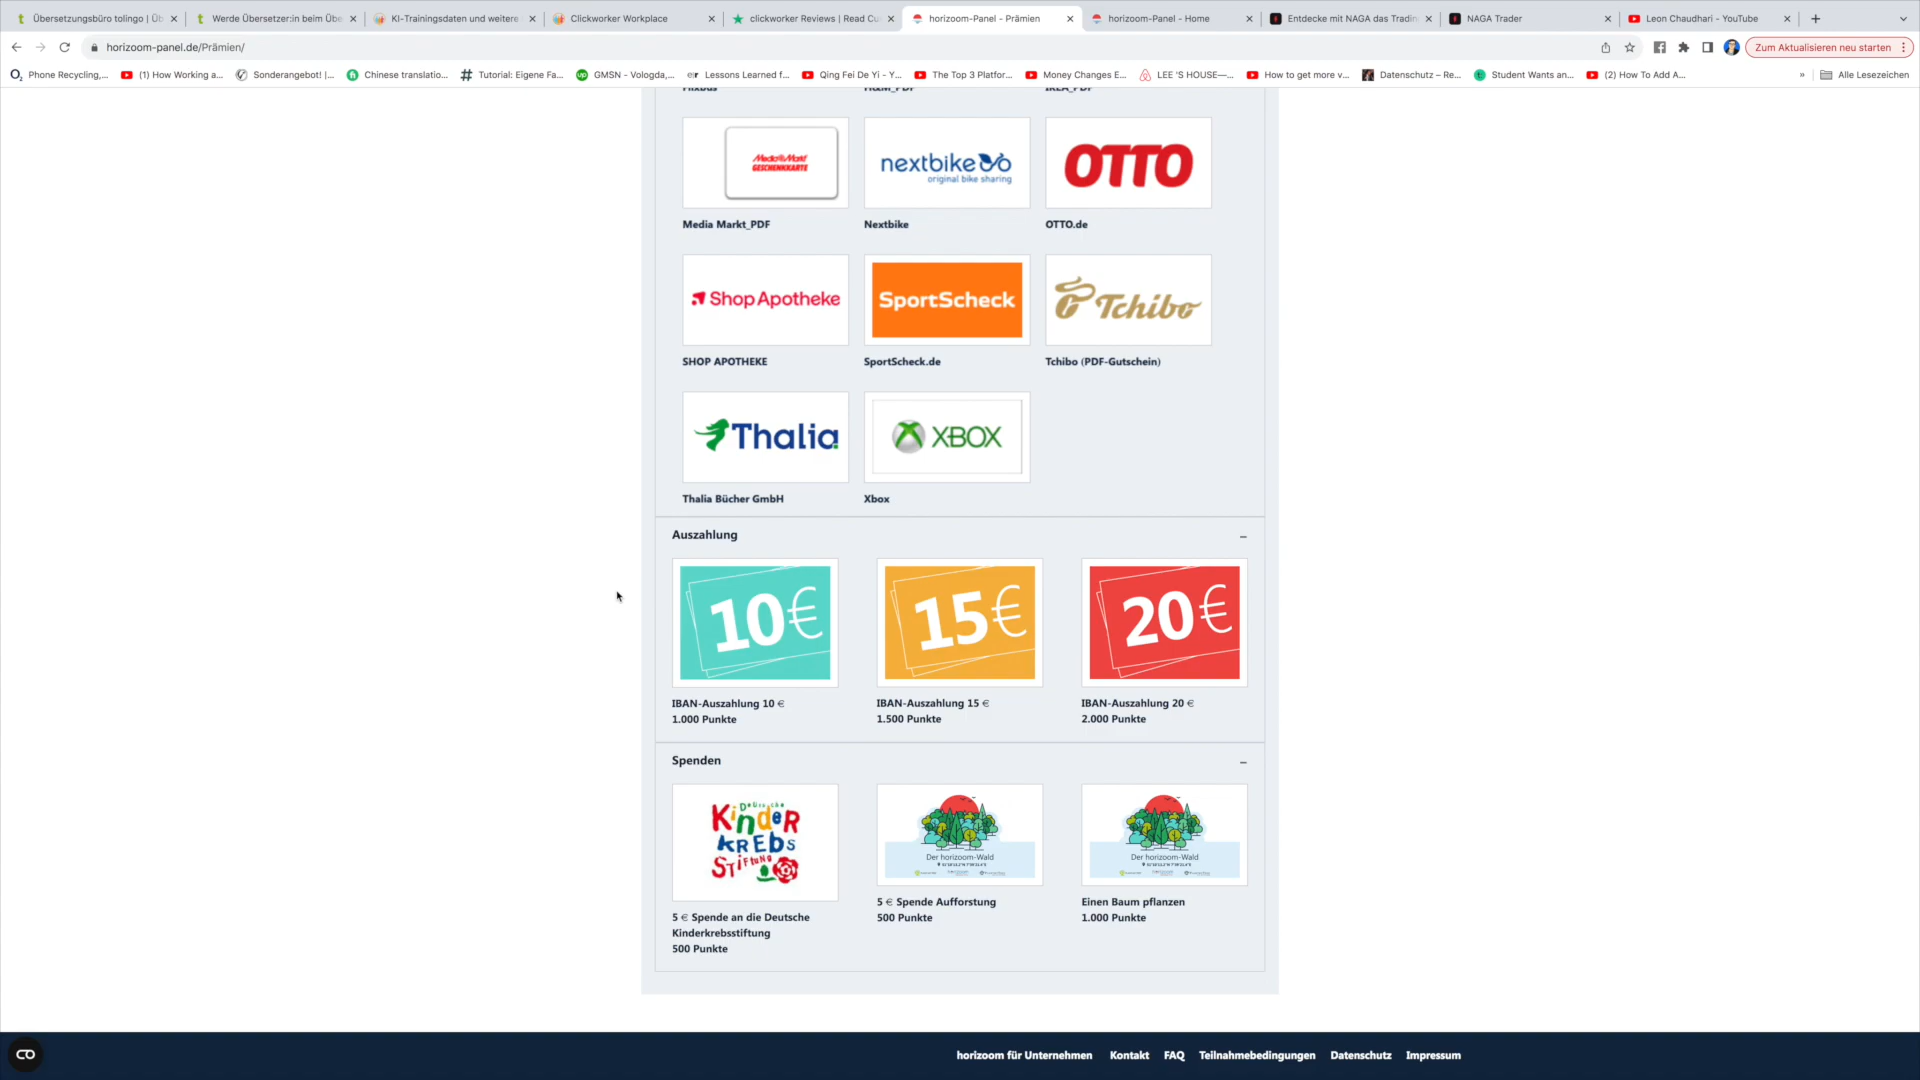 Übersetzungsbüro tolingo | Üb
Werde Übersetzer:in beim Übe
KI-Trainingsdaten und weitere
Clickworker Workplace
clickworker Reviews | Read Cu
horizoom-Panel - Prämien
horizoom-Panel - Home
Entdecke mit NAGA das Tradin
NAGA Trader
Leon Chaudhari - YouTube
horizoom-panel.de/Prämien/
Zum Aktualisieren neu starten
Phone Recycling,...
(1) How Working a...
Sonderangebot! |...
Chinese translatio...
Tutorial: Eigene Fa...
GMSN - Vologda,...
Lessons Learned f...
Qing Fei De Yi - Y...
The Top 3 Platfor...
Money Changes E...
LEE 'S HOUSE—...
How to get more v...
Datenschutz – Re...
Student Wants an...
(2) How To Add A...
»
Alle Lesezeichen
Flixbus
H&M_PDF
IKEA_PDF
MediaMarkt
GESCHENKKARTE
nextbike
original bike sharing
OTTO
Media Markt_PDF
Nextbike
OTTO.de
Shop Apotheke
SportScheck
Tchibo
SHOP APOTHEKE
SportScheck.de
Tchibo (PDF-Gutschein)
Thalia
XBOX
Thalia Bücher GmbH
Xbox
Auszahlung
10€
15€
20€
IBAN-Auszahlung 10 €
1.000 Punkte
IBAN-Auszahlung 15 €
1.500 Punkte
IBAN-Auszahlung 20 €
2.000 Punkte
Spenden
Deutsche
KindeR
KREbs
STiftung
Der horizoom-Wald
Der horizoom-Wald
5 € Spende an die Deutsche
Kinderkrebsstiftung
500 Punkte
5 € Spende Aufforstung
500 Punkte
Einen Baum pflanzen
1.000 Punkte
horizoom für Unternehmen
Kontakt
FAQ
Teilnahmebedingungen
Datenschutz
Impressum